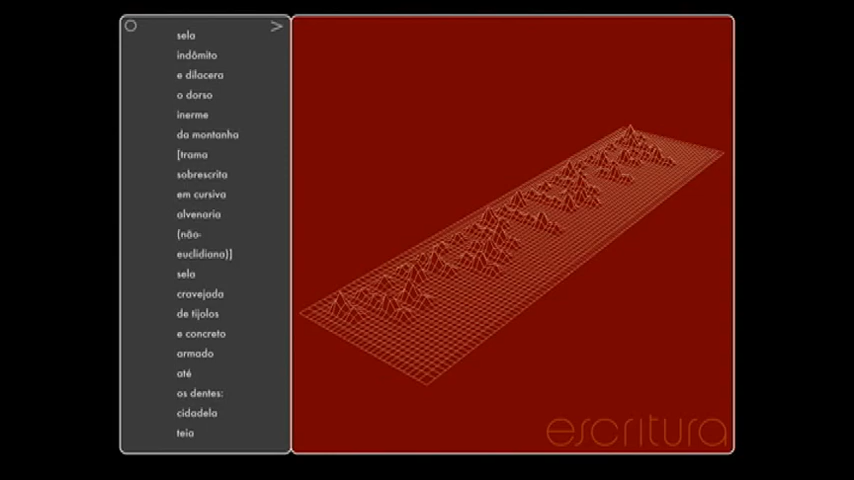 sela
indômito
e dilacera
o dorso
inerme
da montanha
[trama
sobrescrita
em cursiva
alvenaria
(não-
euclidiana)]
sela
cravejada
de tijolos
e concreto
armado
até
os dentes:
cidadela
teia
escritura